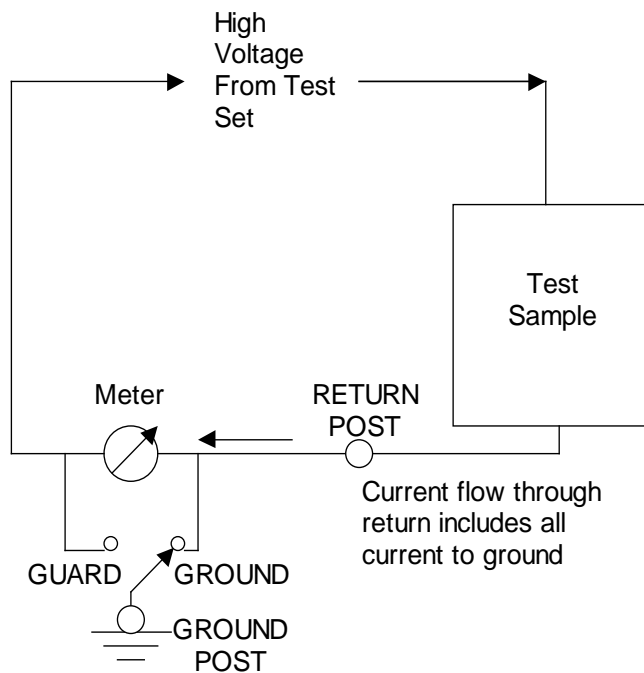 High
Voltage
From Test
Set
Test
Sample
Meter
RETURN
POST
Current flow through
return includes all
current to ground
GUARD
GROUND
GROUND
POST